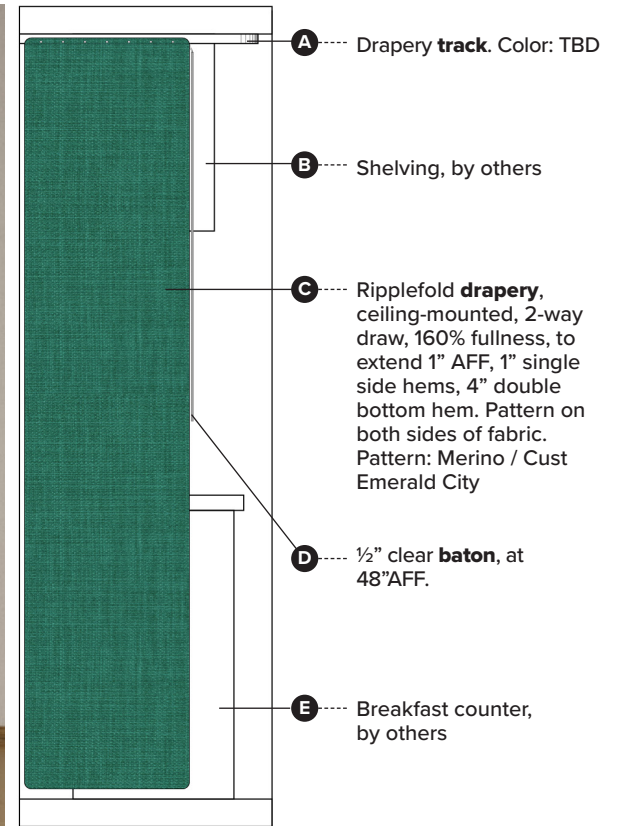 A Drapery track. Color: TBD
B Shelving, by others
C Ripplefold drapery,
ceiling-mounted, 2-way
draw, 160% fullness, to
extend 1” AFF, 1” single
side hems, 4” double
bottom hem. Pattern on
both sides of fabric.
Pattern: Merino / Cust
Emerald City
D ½” clear baton, at
48”AFF.
E Breakfast counter,
by others